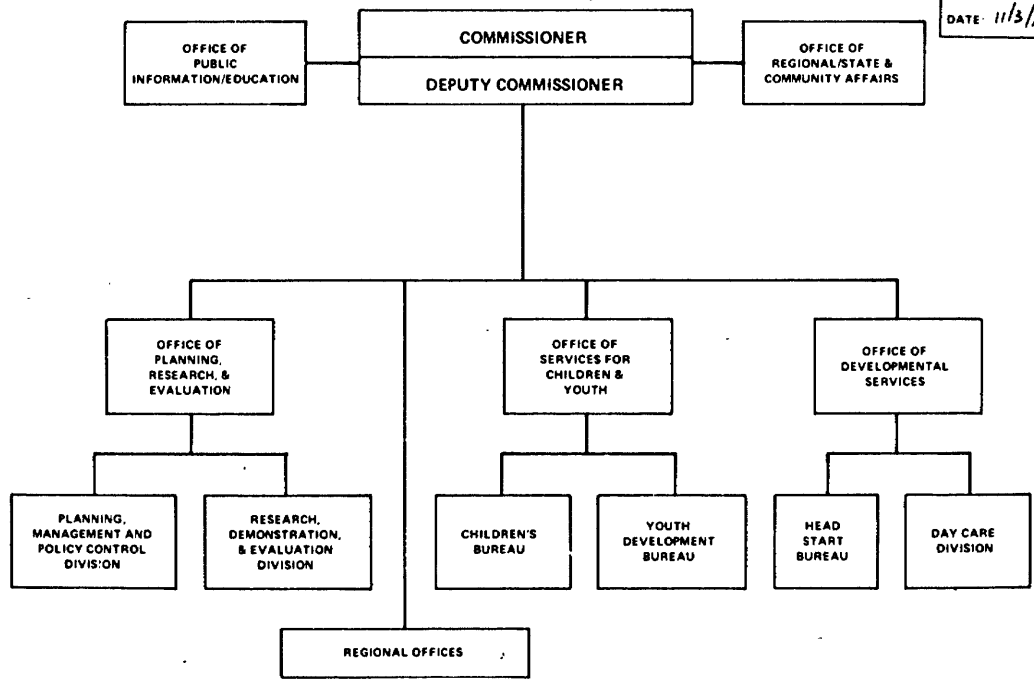 DATE: 11/3/
OFFICE OF
PUBLIC
INFORMATION/EDUCATION
COMMISSIONER
DEPUTY COMMISSIONER
OFFICE OF
REGIONAL/STATE &
COMMUNITY AFFAIRS
OFFICE OF
PLANNING,
RESEARCH, &
EVALUATION
OFFICE OF
SERVICES FOR
CHILDREN &
YOUTH
OFFICE OF
DEVELOPMENTAL
SERVICES
PLANNING,
MANAGEMENT AND
POLICY CONTROL
DIVISION
RESEARCH,
DEMONSTRATION,
& EVALUATION
DIVISION
CHILDREN'S
BUREAU
YOUTH
DEVELOPMENT
BUREAU
HEAD
START
BUREAU
DAY CARE
DIVISION
REGIONAL OFFICES